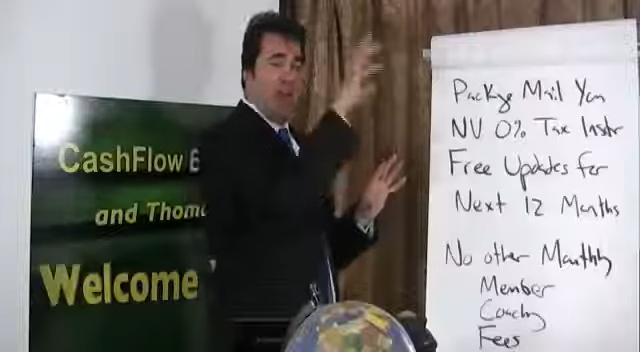 CashFlow
and Thom
Welcome
Package Mail You
NV 0% Tax Instr
Free Updates for
Next 12 Months
No other Monthly
Member
Coachg
Fees